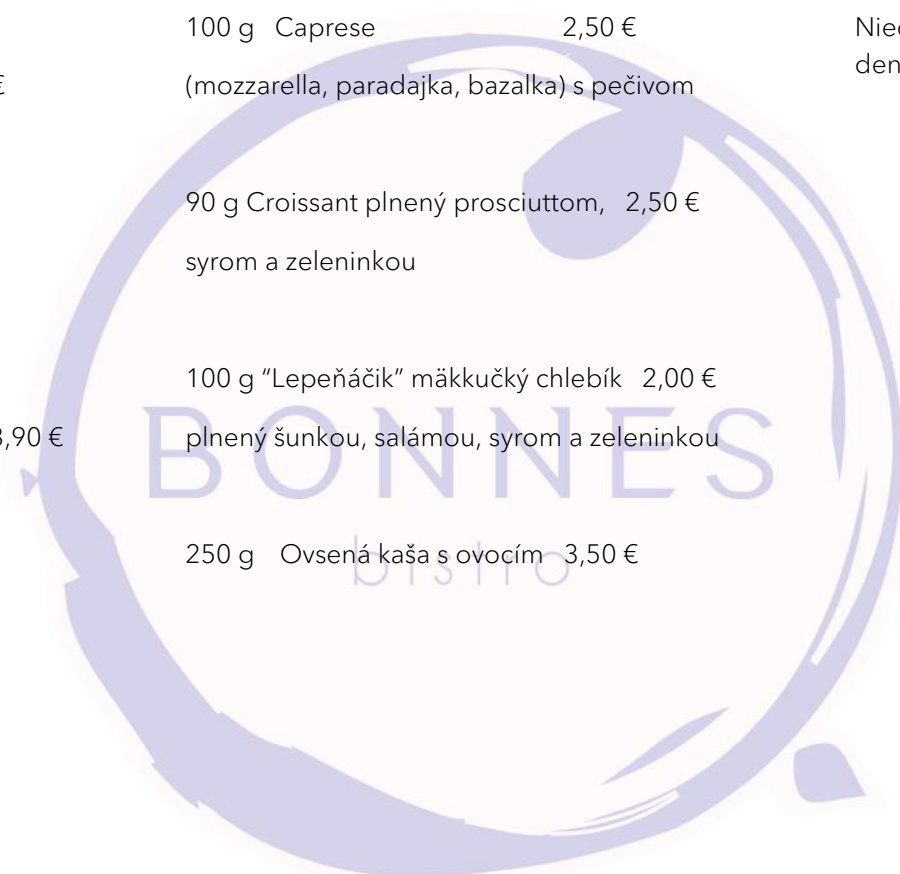 100 g Caprese 2,50 €
(mozzarella, paradajka, bazalka) s pečivom
90 g Croissant plnený prosciuttom, 2,50 €
syrom a zeleninkou
100 g “Lepeňáčik” mäkkučký chlebík 2,00 €
plnený šunkou, salámou, syrom a zeleninkou
250 g Ovsená kaša s ovocím 3,50 €
BONNES
bistro
€
,90 €